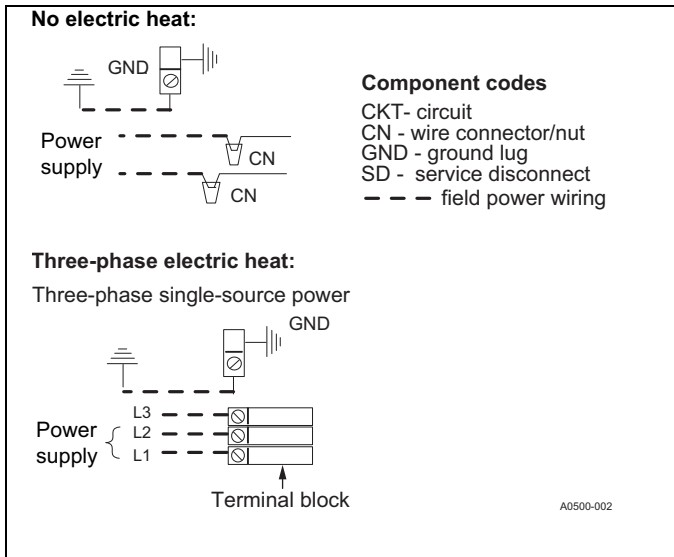 No electric heat:
GND
Power
supply
CN
CN
Component codes
CKT- circuit
CN - wire connector/nut
GND - ground lug
SD - service disconnect
field power wiring
Three-phase electric heat:
Three-phase single-source power
GND
L3
Power
L2
supply
L1
Terminal block
A0500-002